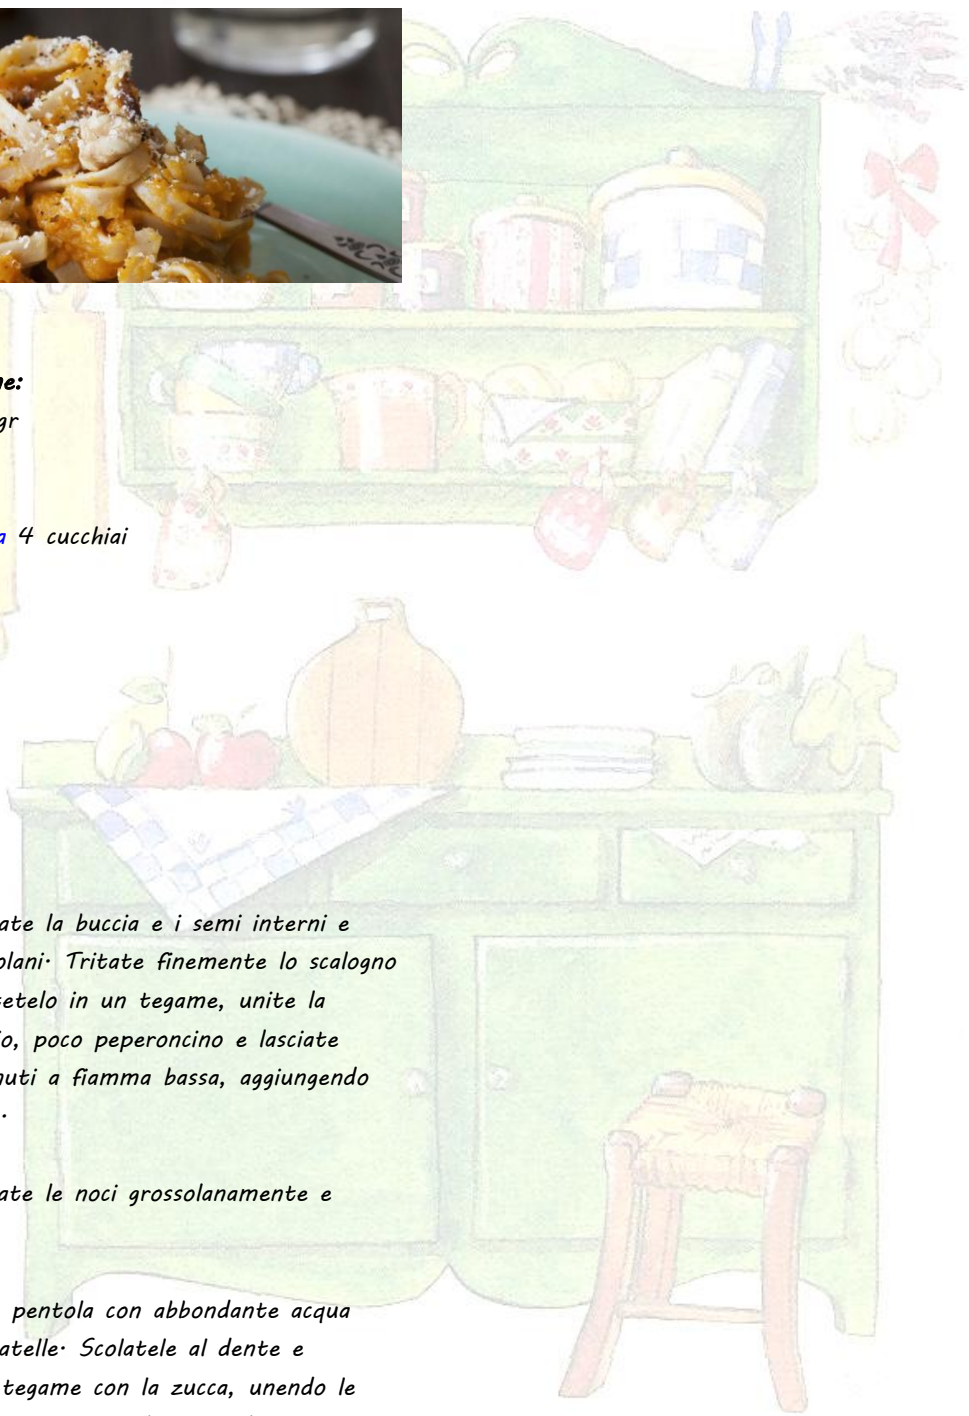 ne:
gr
a 4 cucchiai
ate la buccia e i semi interni e
olani· Tritate finemente lo scalogno
etelo in un tegame, unite la
io, poco peperoncino e lasciate
nuti a fiamma bassa, aggiungendo
·
ate le noci grossolanamente e
pentola con abbondante acqua
atelle· Scolatele al dente e
tegame con la zucca, unendo le